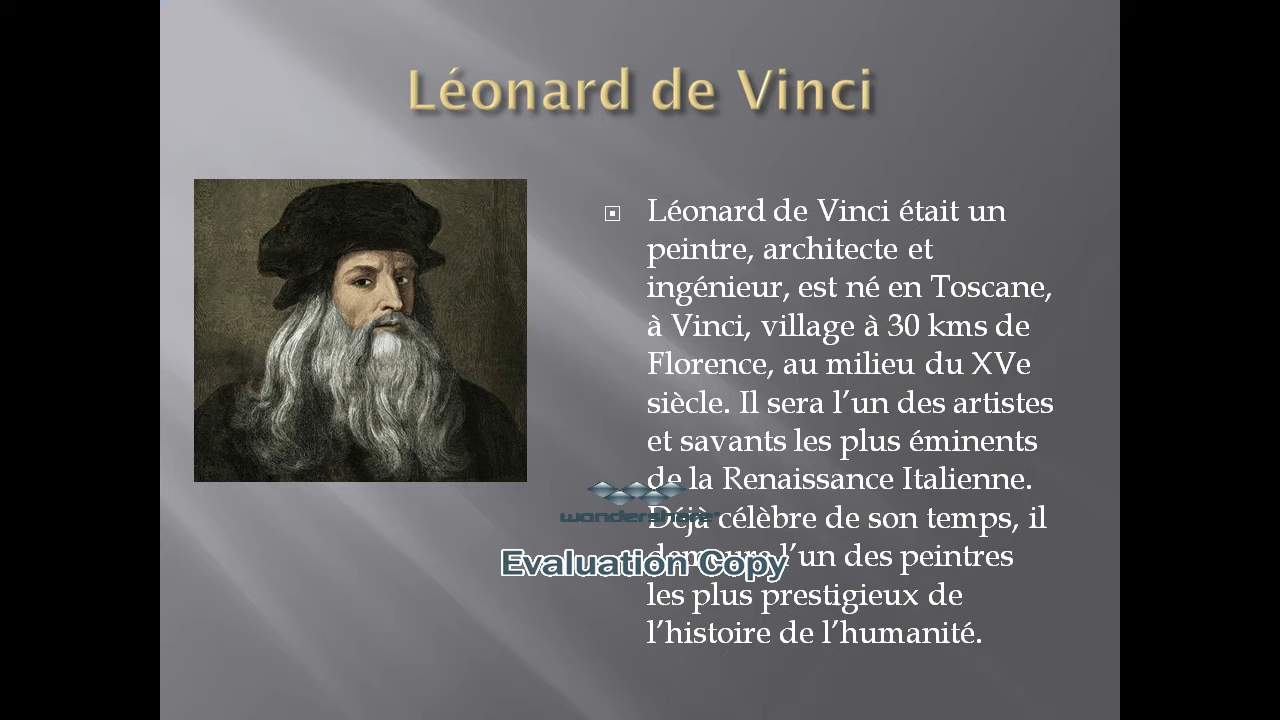 Léonard de Vinci
Léonard de Vinci était un
peintre, architecte et
ingénieur, est né en Toscane,
à Vinci, village à 30 kms de
Florence, au milieu du XVe
siècle. Il sera l’un des artistes
et savants les plus éminents
de la Renaissance Italienne.
wondershare
Déjà célèbre de son temps, il
Evaluation Copy
demeure l’un des peintres
les plus prestigieux de
l’histoire de l’humanité.